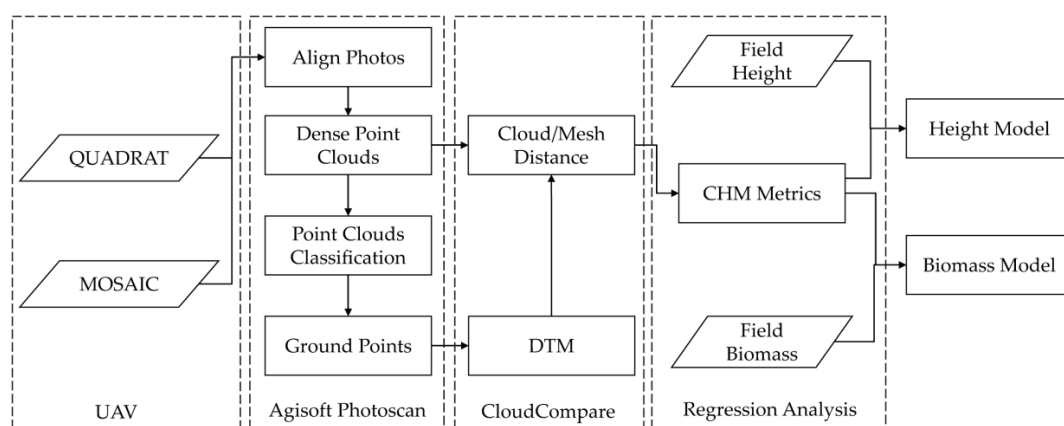 QUADRAT
MOSAIC
UAV
Align Photos
Dense Point
Clouds
Point Clouds
Classification
Ground Points
Agisoft Photoscan
Cloud/Mesh
Distance
DTM
CloudCompare
Field
Height
CHM Metrics
Field
Biomass
Regression Analysis
Height Model
Biomass Model